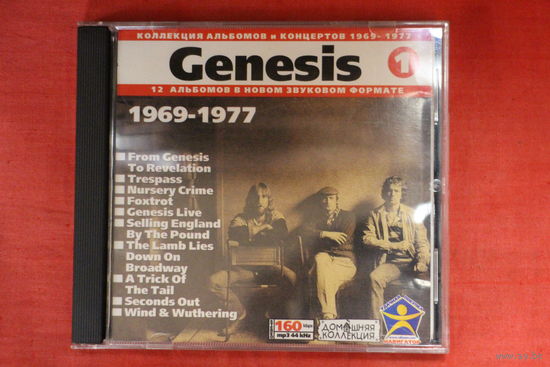 КОЛЛЕКЦИЯ АЛЬБОМОВ и КОНЦЕРТОВ 1969-1977
Genesis 1
12 АЛЬБОМОВ В НОВОМ ЗВУКОВОМ ФОРМАТЕ
1969-1977
From Genesis
To Revelation
Trespass
Nursery Crime
Foxtrot
Genesis Live
Selling England
By The Pound
The Lamb Lies
Down On
Broadway
A Trick Of
The Tail
Seconds Out
Wind & Wuthering
160 kbps
mp3 44 kHz
ДОМАШНЯЯ
КОЛЛЕКЦИЯ
НАВИГАТОР